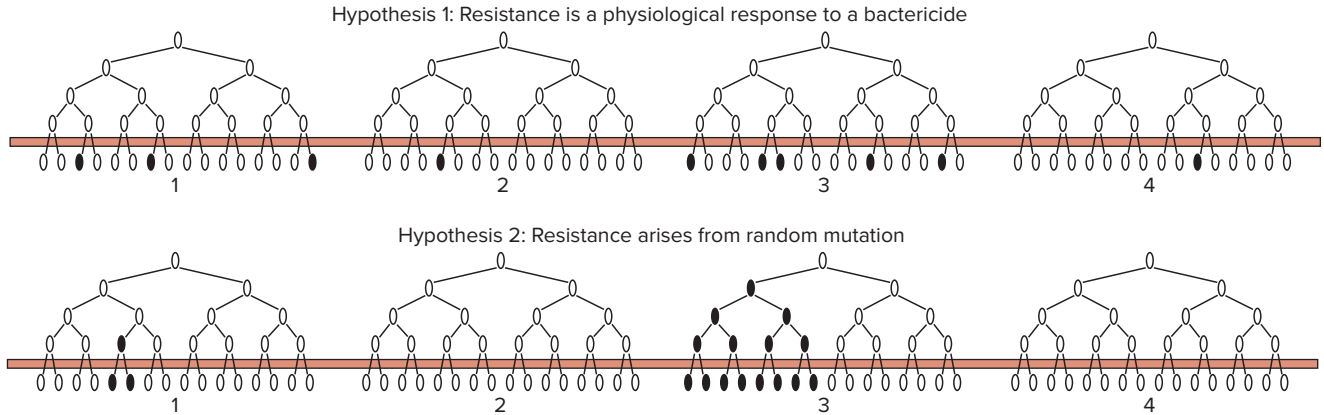 Hypothesis 1: Resistance is a physiological response to a bactericide
1 2 3 4
Hypothesis 2: Resistance arises from random mutation
1 2 3 4